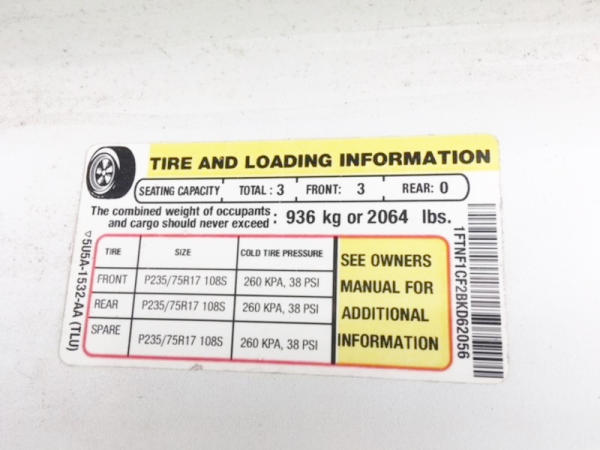 TIRE AND LOADING INFORMATION
SEATING CAPACITY TOTAL : 3 FRONT: 3 REAR: 0
The combined weight of occupants and cargo should never exceed : 936 kg or 2064 lbs.
TIRE SIZE COLD TIRE PRESSURE
FRONT P235/75R17 108S 260 KPA, 38 PSI
REAR P235/75R17 108S 260 KPA, 38 PSI
SPARE P235/75R17 108S 260 KPA, 38 PSI
SEE OWNERS
MANUAL FOR
ADDITIONAL
INFORMATION
5U5A-1532-AA (TLU)
1FTNF1CF2BKD62056